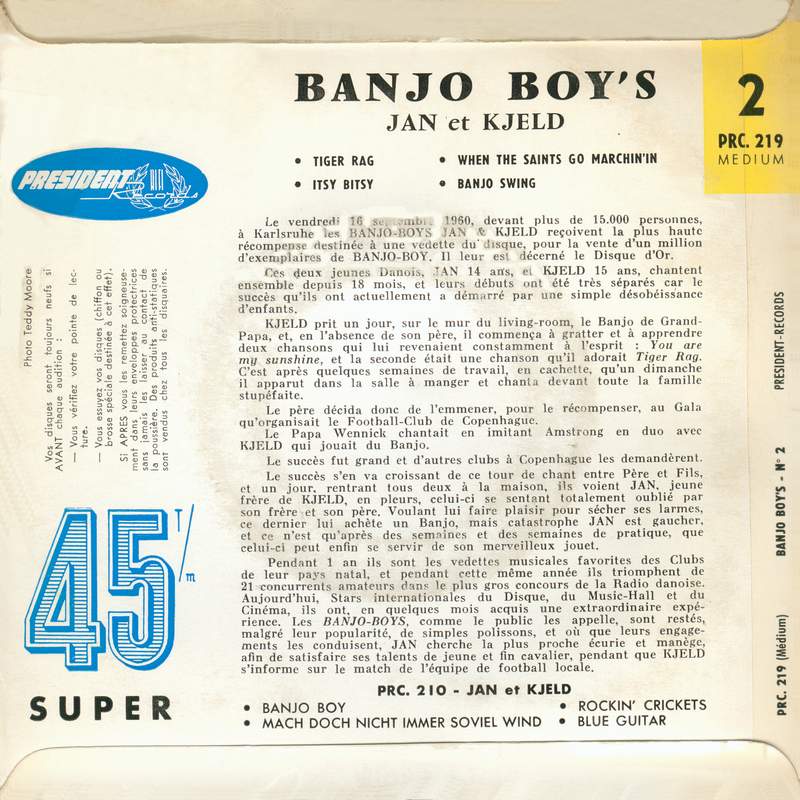 BANJO BOY'S
JAN et KJELD
• TIGER RAG
• WHEN THE SAINTS GO MARCHIN'IN
• ITSY BITSY
• BANJO SWING
2
PRC. 219
MEDIUM
PRESIDENT
RECORDS
Le vendredi 16 septembre 1960, devant plus de 15.000 personnes,
à Karlsruhe les BANJO-BOYS JAN & KJELD reçoivent la plus haute
récompense destinée à une vedette du disque, pour la vente d'un million
d'exemplaires de BANJO-BOY. Il leur est décerné le Disque d'Or.
Ces deux jeunes Danois, JAN 14 ans, et KJELD 15 ans, chantent
ensemble depuis 18 mois, et leurs débuts ont été très séparés car le
succès qu'ils ont actuellement a démarré par une simple désobéissance
d'enfants.
KJELD prit un jour, sur le mur du living-room, le Banjo de Grand-
Papa, et, en l'absence de son père, il commença à gratter et à apprendre
deux chansons qui lui revenaient constamment à l'esprit : You are
my sunshine, et la seconde était une chanson qu'il adorait Tiger Rag.
C'est après quelques semaines de travail, en cachette, qu'un dimanche
il apparut dans la salle à manger et chanta devant toute la famille
stupéfaite.
Le père décida donc de l'emmener, pour le récompenser, au Gala
qu'organisait le Football-Club de Copenhague.
Le Papa Wennick chantait en imitant Amstrong en duo avec
KJELD qui jouait du Banjo.
Le succès fut grand et d'autres clubs à Copenhague les demandèrent.
Le succès s'en va croissant de ce tour de chant entre Père et Fils,
et un jour, rentrant tous deux à la maison, ils voient JAN, jeune
frère de KJELD, en pleurs, celui-ci se sentant totalement oublié par
son frère et son père. Voulant lui faire plaisir pour sécher ses larmes,
ce dernier lui achète un Banjo, mais catastrophe JAN est gaucher,
et ce n'est qu'après des semaines et des semaines de pratique, que
celui-ci peut enfin se servir de son merveilleux jouet.
Pendant 1 an ils sont les vedettes musicales favorites des Clubs
de leur pays natal, et pendant cette même année ils triomphent de
21 concurrents amateurs dans le plus gros concours de la Radio danoise.
Aujourd'hui, Stars internationales du Disque, du Music-Hall et du
Cinéma, ils ont, en quelques mois acquis une extraordinaire expé-
rience. Les BANJO-BOYS, comme le public les appelle, sont restés,
malgré leur popularité, de simples polissons, et où que leurs engage-
ments les conduisent, JAN cherche la plus proche écurie et manège,
afin de satisfaire ses talents de jeune et fin cavalier, pendant que KJELD
s'informe sur le match de l'équipe de football locale.
PRC. 210 - JAN et KJELD
• BANJO BOY
• ROCKIN' CRICKETS
• MACH DOCH NICHT IMMER SOVIEL WIND
• BLUE GUITAR
Photo Teddy Moore
Vos disques seront toujours neufs si
AVANT chaque audition :
— Vous vérifiez votre pointe de lec-
ture.
— Vous essuyez vos disques (chiffon ou
brosse spéciale destinée à cet effet).
Si APRES vous les remettez soigneuse-
ment dans leurs enveloppes protectrices
sans jamais les laisser au contact de
la poussière. Des produits anti-statiques
sont vendus chez tous les disquaires.
45 T/m
SUPER
PRC. 219 (Médium)
BANJO BOY'S - N° 2
PRESIDENT-RECORDS